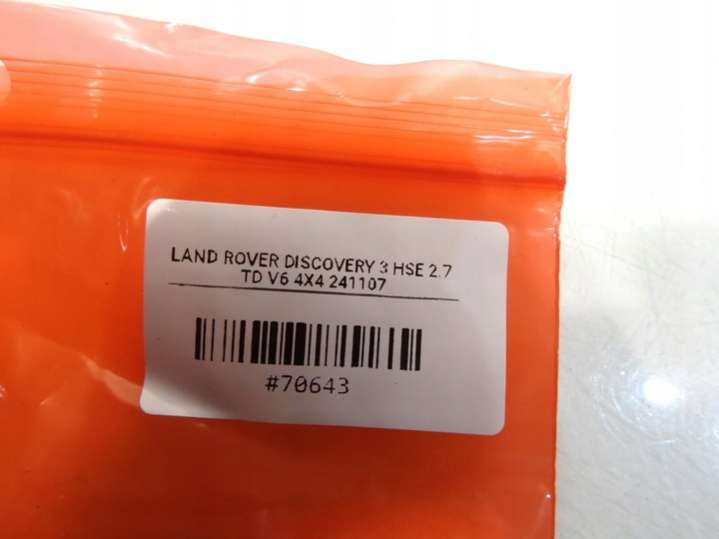 LAND ROVER DISCOVERY 3 HSE 2.7
TD V6 4X4 241107
#70643